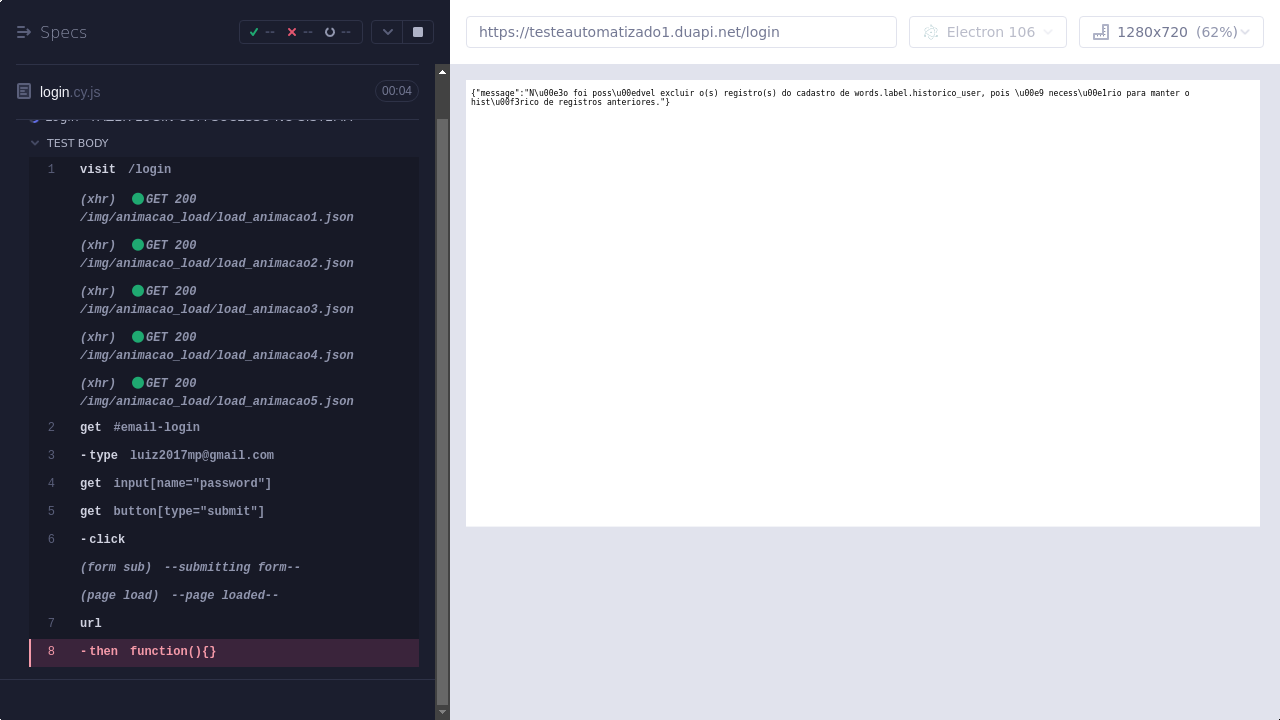 Specs
--
--
--
login.cy.js
00:04
TEST BODY
1 visit /login
(xhr) GET 200
/img/animacao_load/load_animacao1.json
(xhr) GET 200
/img/animacao_load/load_animacao2.json
(xhr) GET 200
/img/animacao_load/load_animacao3.json
(xhr) GET 200
/img/animacao_load/load_animacao4.json
(xhr) GET 200
/img/animacao_load/load_animacao5.json
2 get #email-login
3 -type luiz2017mp@gmail.com
4 get input[name="password"]
5 get button[type="submit"]
6 -click
(form sub) --submitting form--
(page load) --page loaded--
7 url
8 -then function(){}
https://testeautomatizado1.duapi.net/login
Electron 106
1280x720 (62%)
{"message":"N\u00e3o foi poss\u00edvel excluir o(s) registro(s) do cadastro de words.label.historico_user, pois \u00e9 necess\u00e1rio para manter o
hist\u00f3rico de registros anteriores."}